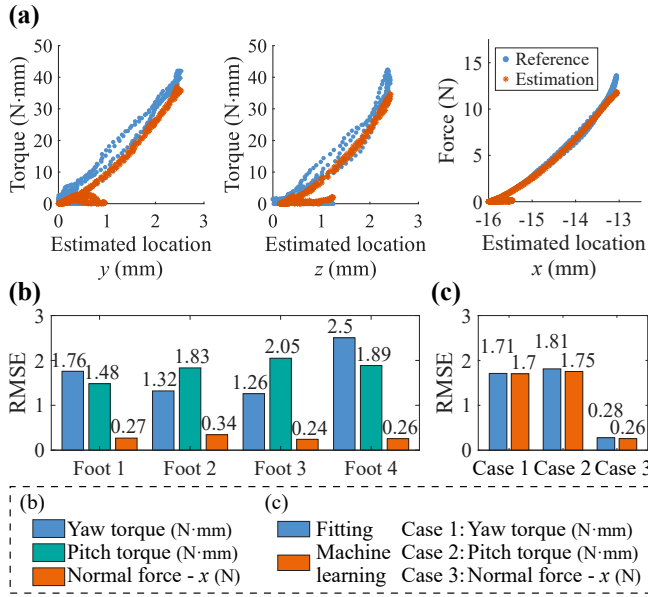 (a)
50
40
30
20
10
0
Torque (N·mm)
0 1 2 3
Estimated location
y (mm)
50
40
30
20
10
0
Torque (N·mm)
0 1 2 3
Estimated location
z (mm)
Reference
Estimation
15
10
5
0
Force (N)
-16 -15 -14 -13
Estimated location
x (mm)
(b)
3
2
1
0
RMSE
1.76 1.48 0.27
1.32 1.83 0.34
1.26 2.05 0.24
2.5 1.89 0.26
Foot 1 Foot 2 Foot 3 Foot 4
(c)
3
2
1
0
RMSE
1.71 1.7
1.81 1.75
0.28 0.26
Case 1 Case 2 Case 3
(b)
Yaw torque (N·mm)
Pitch torque (N·mm)
Normal force - x (N)
(c)
Fitting
Machine
learning
Case 1: Yaw torque (N·mm)
Case 2: Pitch torque (N·mm)
Case 3: Normal force - x (N)